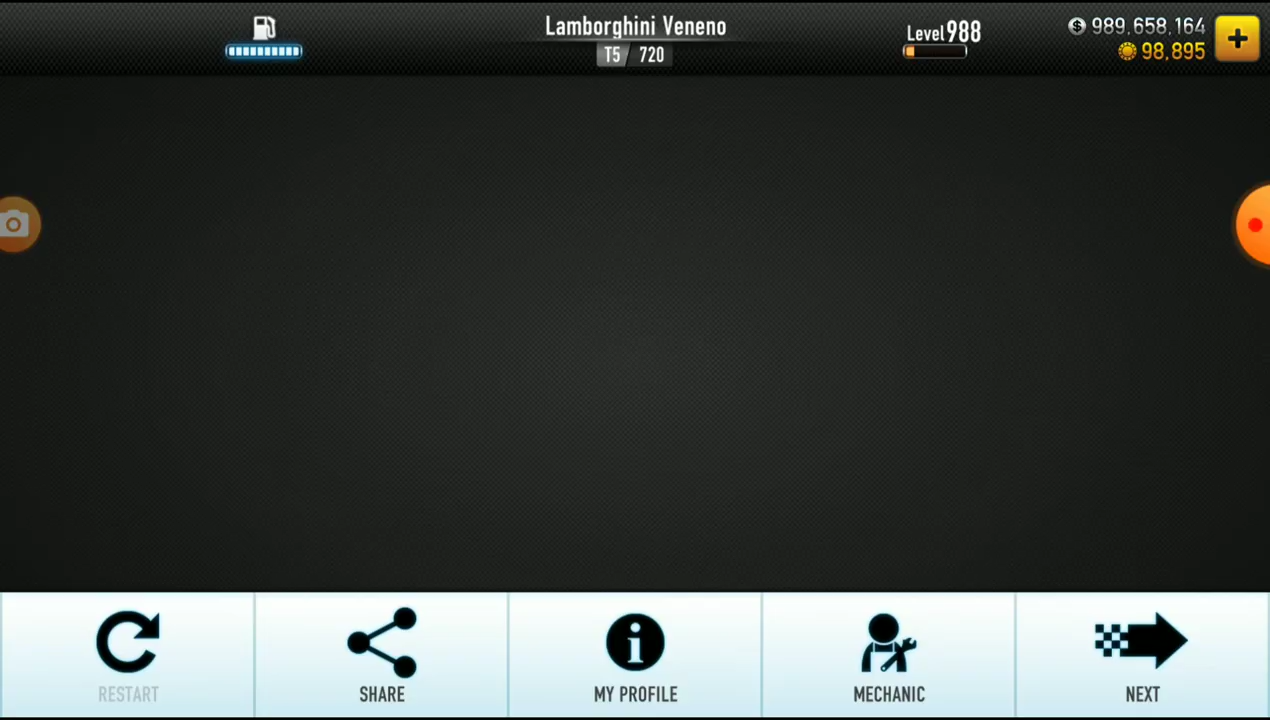 Lamborghini Veneno
T5 720
Level 988
989,658,164
98,895
RESTART
SHARE
MY PROFILE
MECHANIC
NEXT